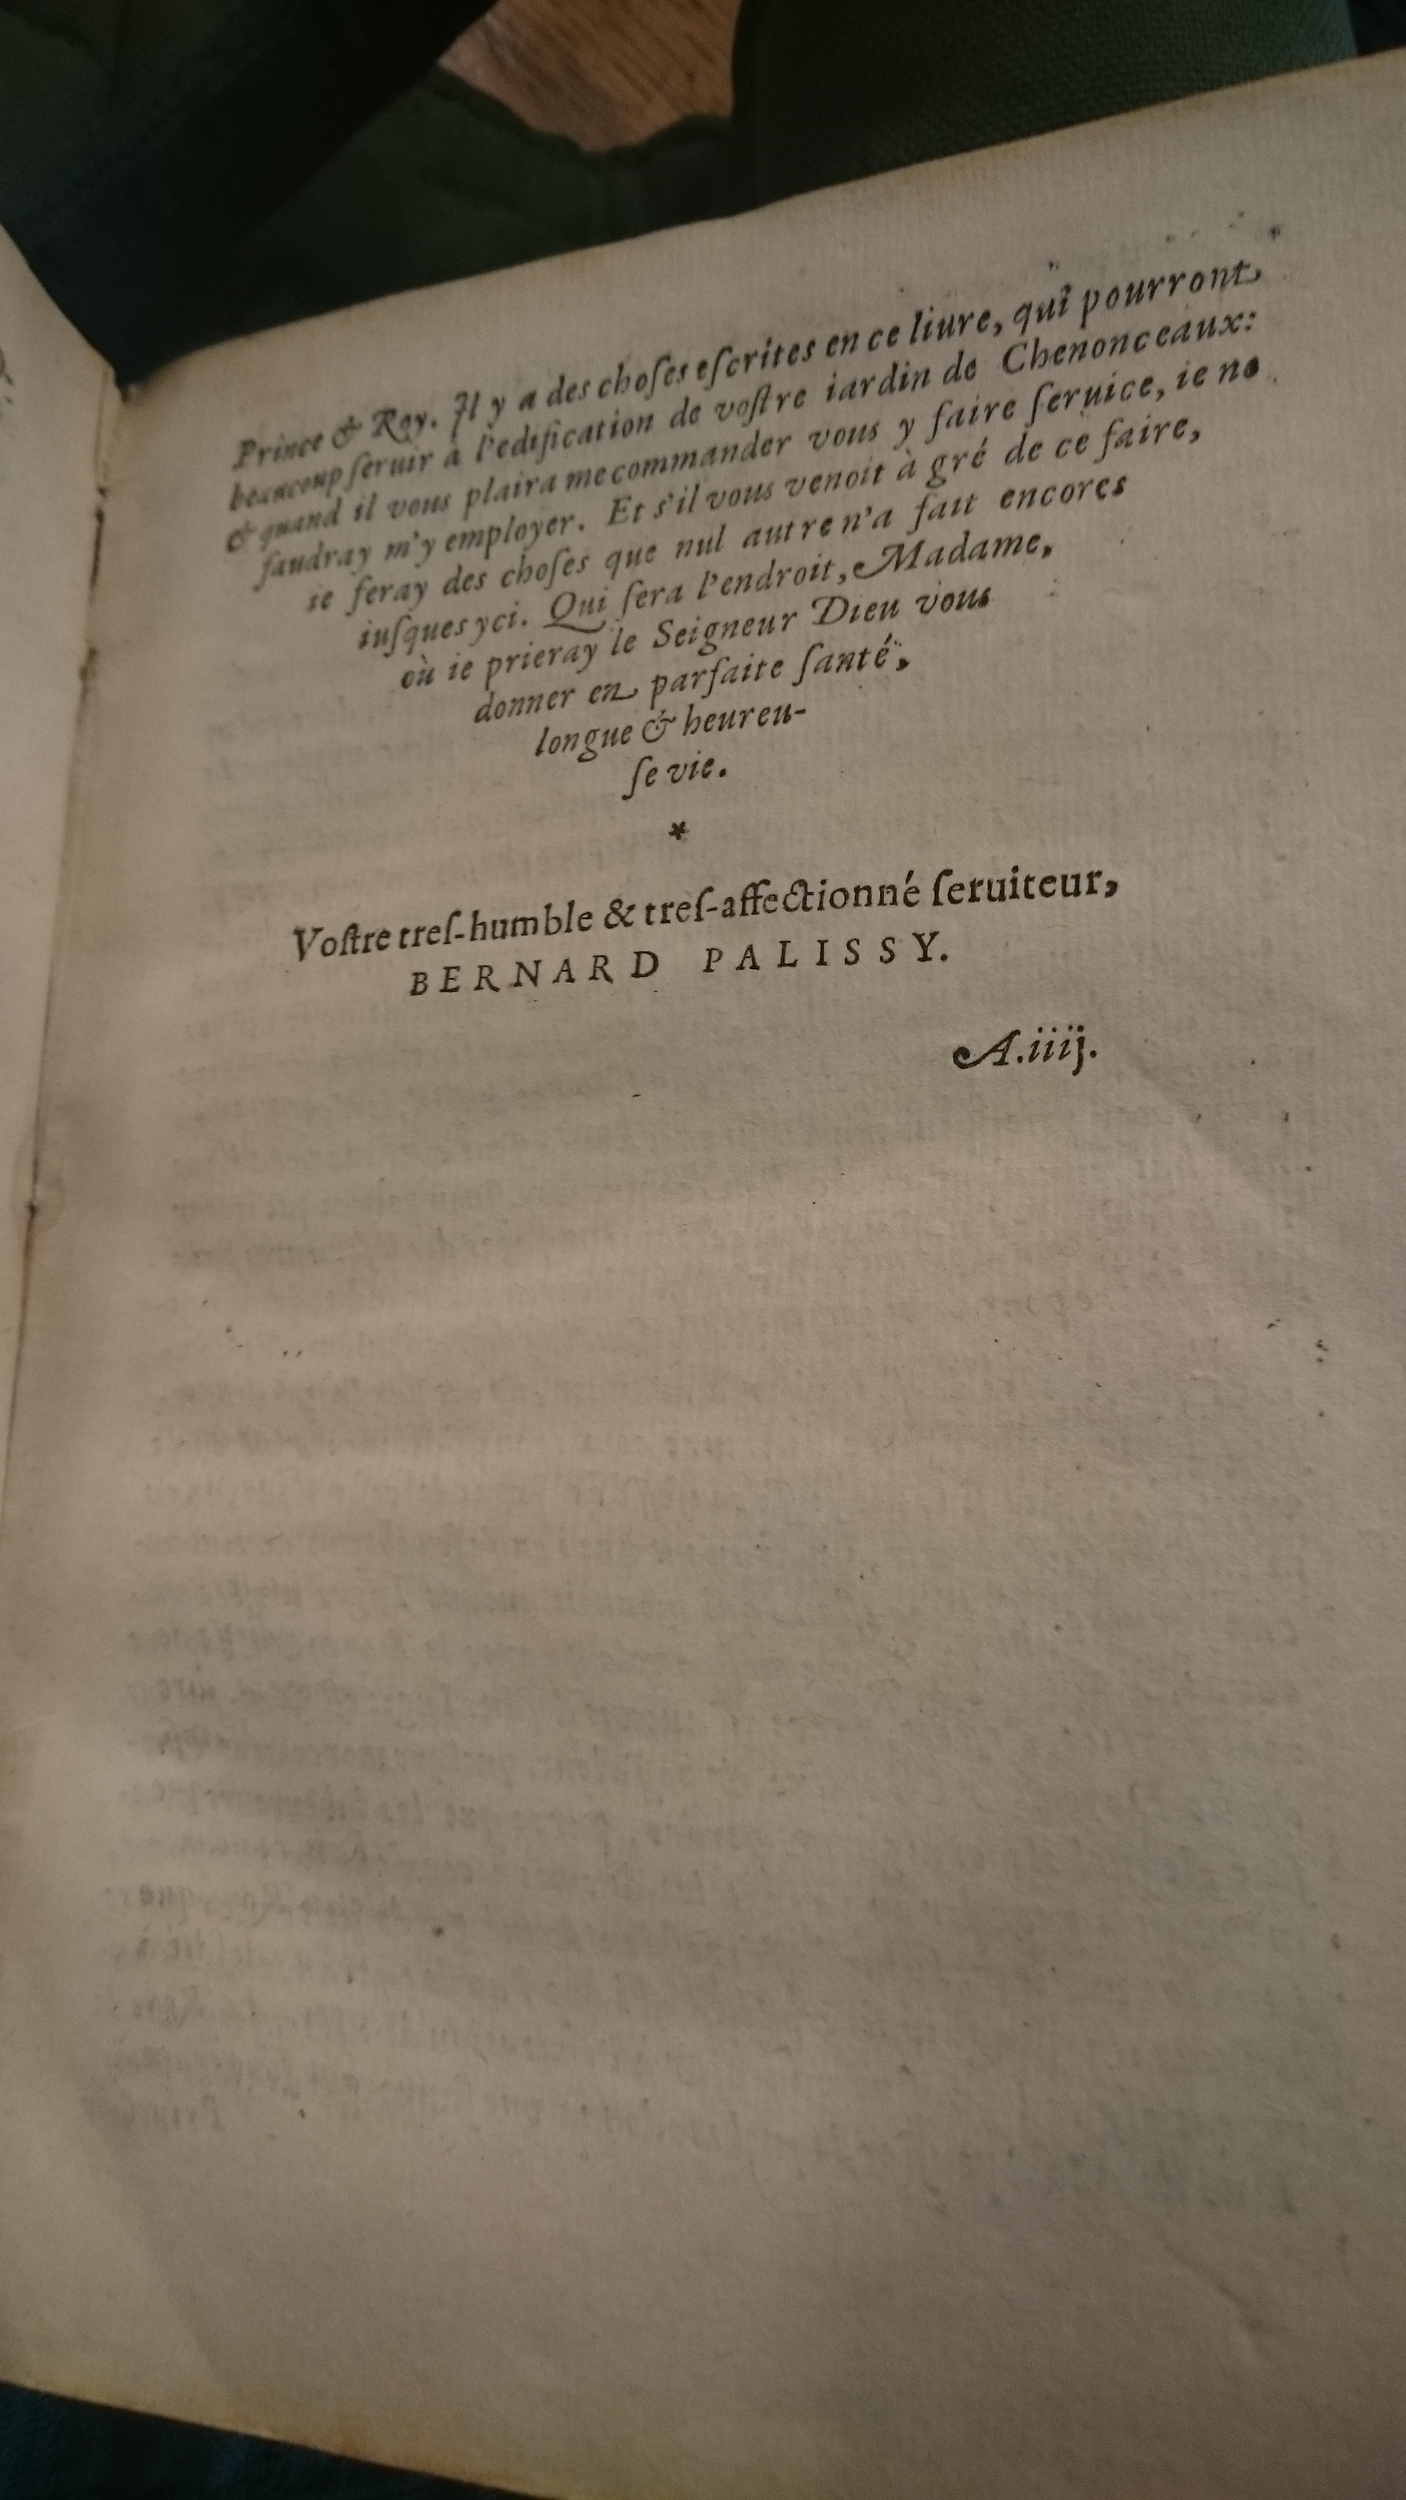 Prince & Roy. Il y a des choſes eſcrites en ce liure, qui pourront
beaucoup ſeruir à l'edification de voſtre iardin de Chenonceaux:
& quand il vous plaira me commander vous y faire ſeruice, ie ne
faudray m'y employer. Et s'il vous venoit à gré de ce faire,
ie feray des choſes que nul autre n'a fait encores
iuſques yci. Qui ſera l'endroit, Madame,
où ie prieray le Seigneur Dieu vous
donner en parfaite ſanté,
longue & heureu-
ſe vie.
*
Voſtre treſ-humble & treſ-affectionné ſeruiteur,
BERNARD PALISSY.
A.iiij.